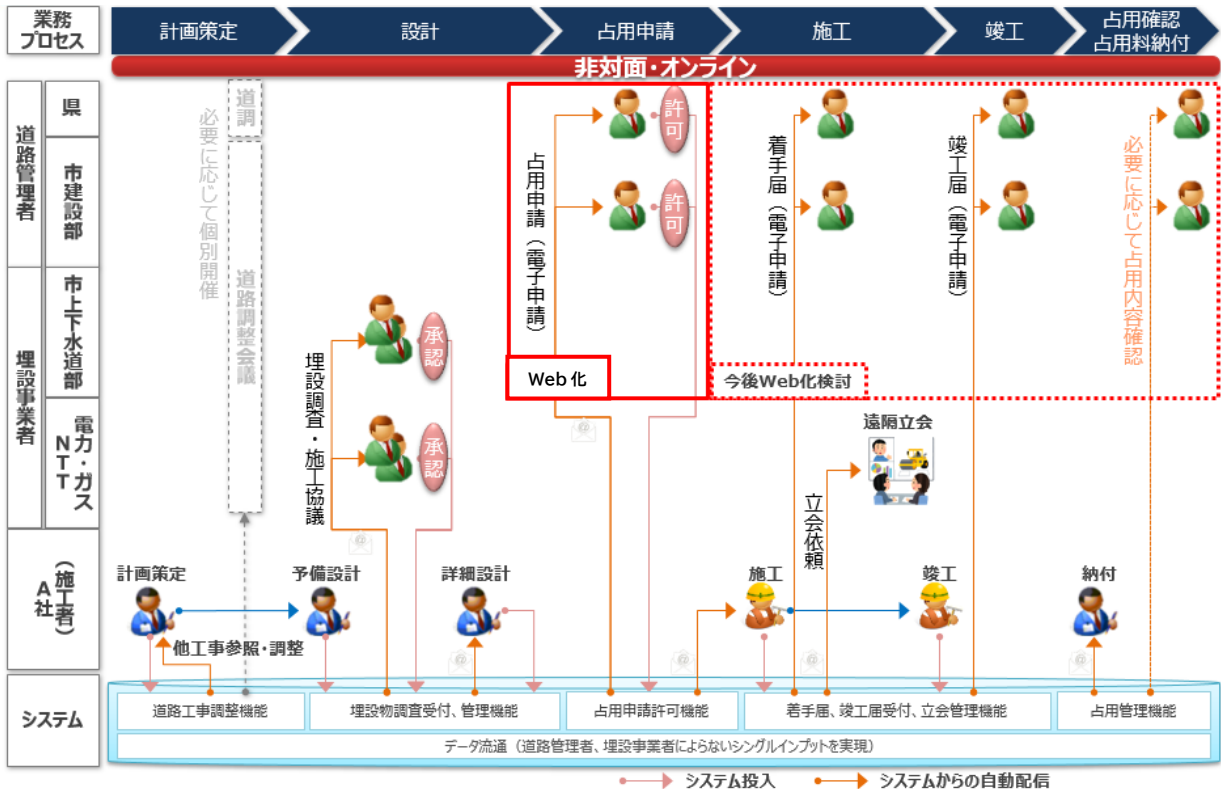 業務
プロセス
計画策定
設計
占用申請
施工
竣工
占用確認
占用料納付
非対面・オンライン
道路管理者
県
市建設部
埋設事業者
市上下水道部
電力・ガス
NTT
(施工者)
A社
システム
必要に応じて個別開催
道調
道路調整会議
埋設調査・施工協議
承認
承認
占用申請(電子申請)
許可
許可
Web化
着手届(電子申請)
竣工届(電子申請)
必要に応じて占用内容確認
今後Web化検討
遠隔立会
立会依頼
計画策定
予備設計
詳細設計
施工
竣工
納付
他工事参照・調整
道路工事調整機能
埋設物調査受付、管理機能
占用申請許可機能
着手届、竣工届受付、立会管理機能
占用管理機能
データ流通(道路管理者、埋設事業者によらないシングルインプットを実現)
システム投入
システムからの自動配信